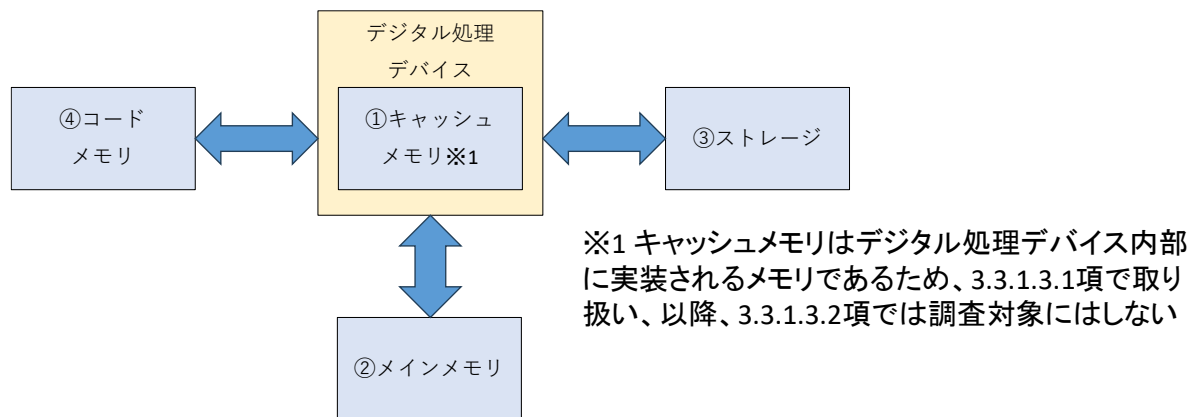 デジタル処理
デバイス
④コード
メモリ
①キャッシュ
メモリ※1
③ストレージ
※1 キャッシュメモリはデジタル処理デバイス内部
に実装されるメモリであるため、3.3.1.3.1項で取り
扱い、以降、3.3.1.3.2項では調査対象にはしない
②メインメモリ